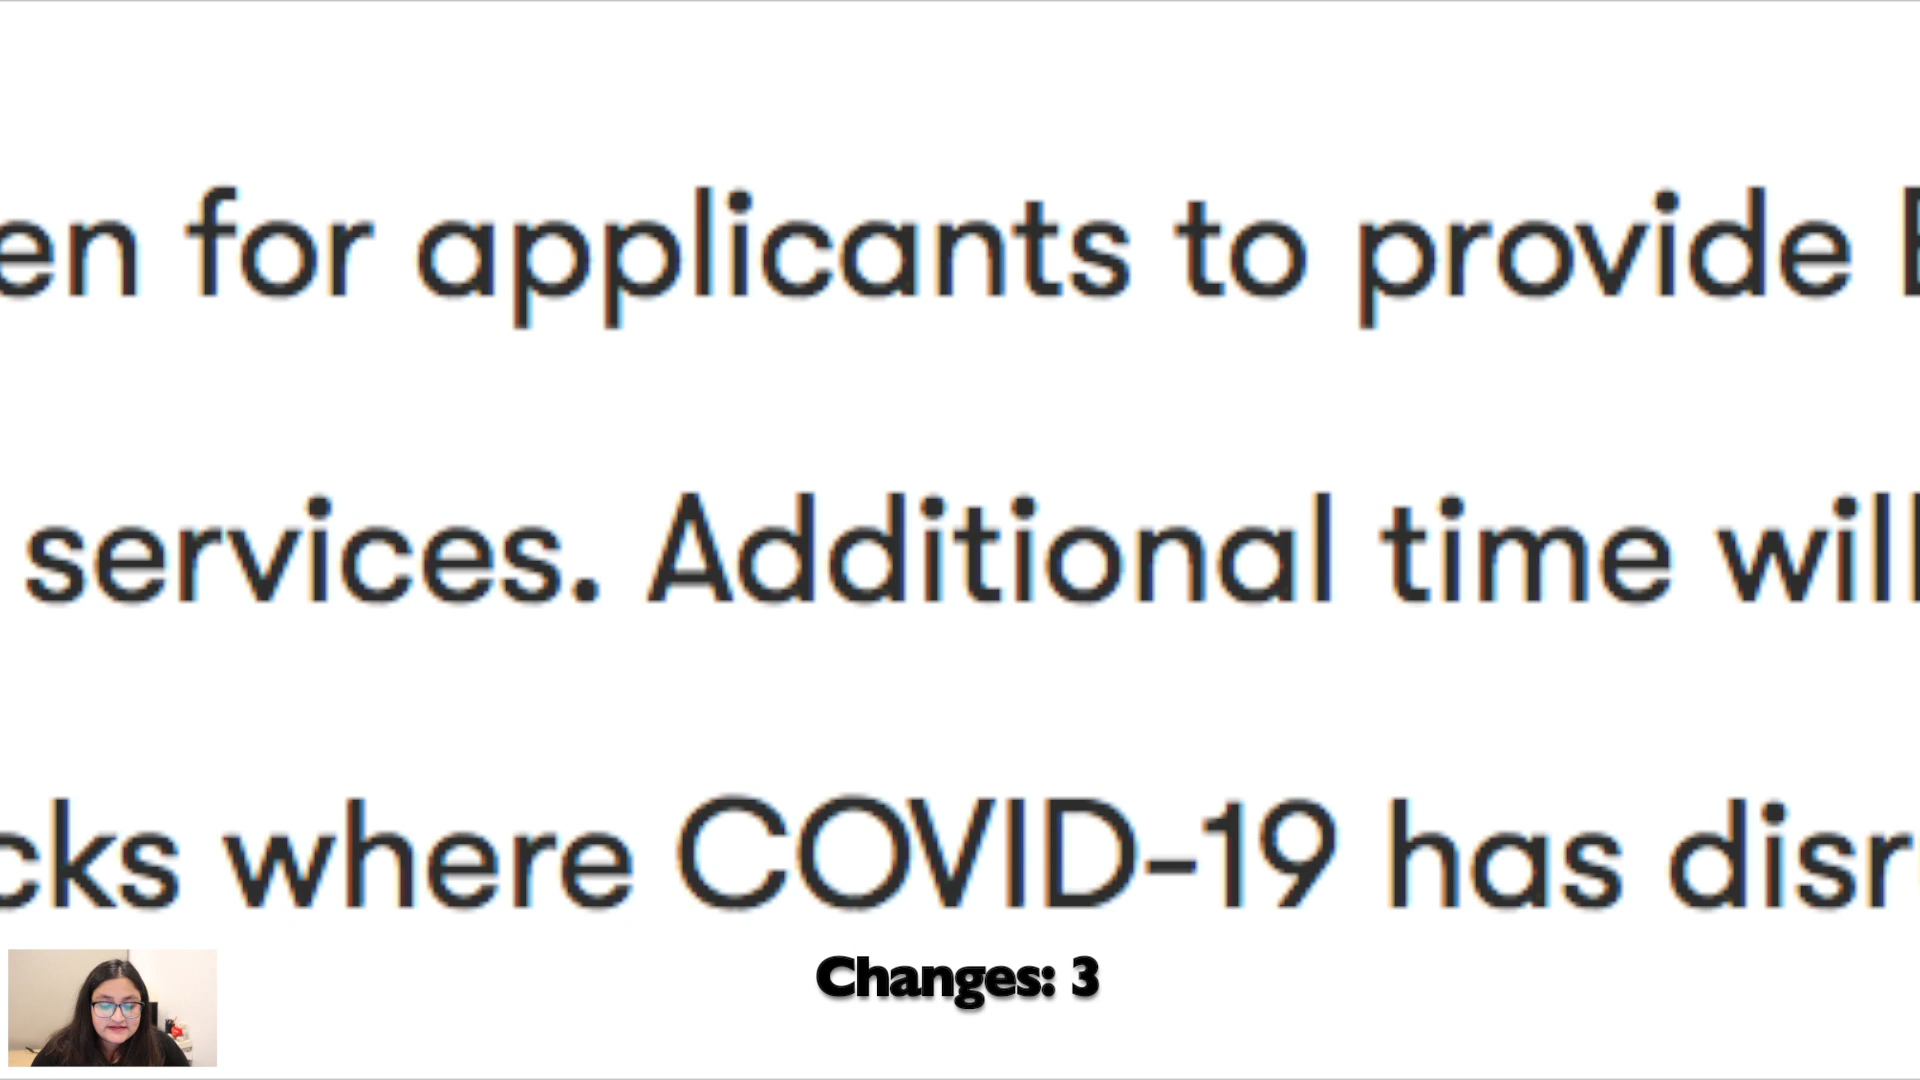 en for applicants to provide
services. Additional time will
cks where COVID-19 has disr
Changes: 3